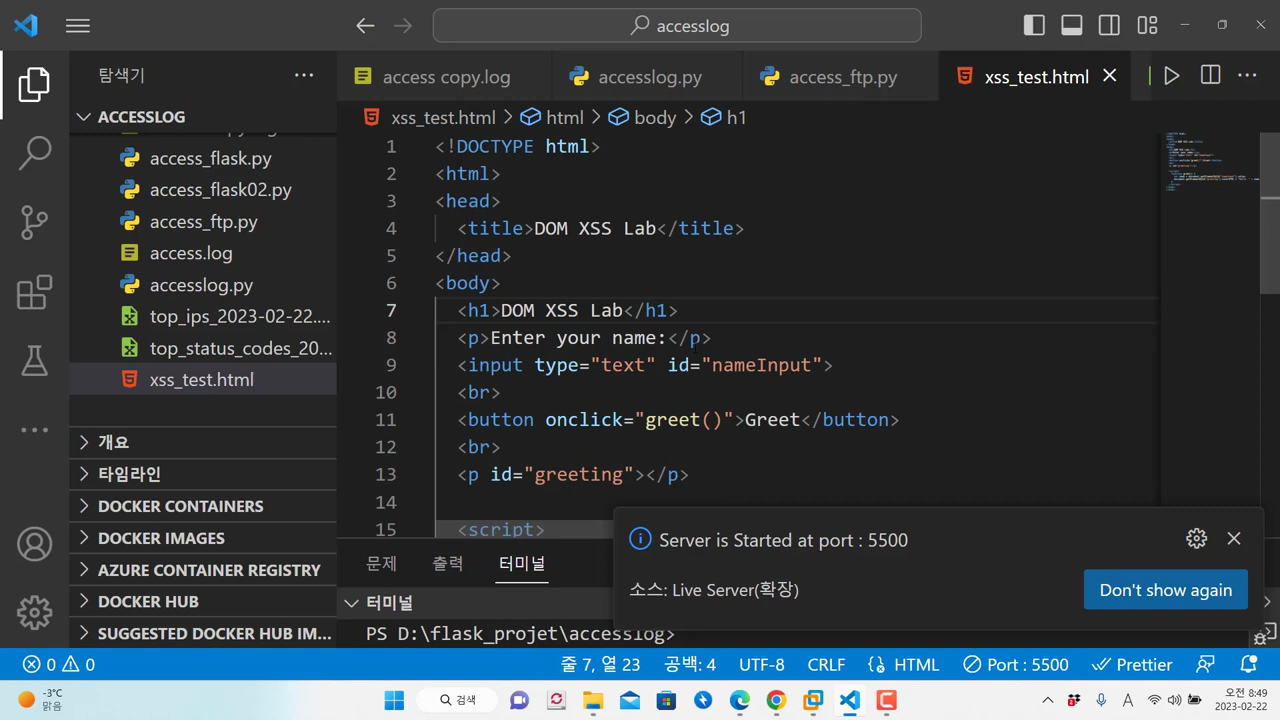 accesslog
탐색기
ACCESSLOG
access_flask.py
access_flask02.py
access_ftp.py
access.log
accesslog.py
top_ips_2023-02-22....
top_status_codes_20...
xss_test.html
개요
타임라인
DOCKER CONTAINERS
DOCKER IMAGES
AZURE CONTAINER REGISTRY
DOCKER HUB
SUGGESTED DOCKER HUB IM...
access copy.log
accesslog.py
access_ftp.py
xss_test.html
xss_test.html > html > body > h1
1 <!DOCTYPE html>
2 <html>
3 <head>
4 <title>DOM XSS Lab</title>
5 </head>
6 <body>
7 <h1>DOM XSS Lab</h1>
8 <p>Enter your name:</p>
9 <input type="text" id="nameInput">
10 <br>
11 <button onclick="greet()">Greet</button>
12 <br>
13 <p id="greeting"></p>
14
15 <script>
문제 출력 터미널
터미널
PS D:\flask_projet\accesslog>
Server is Started at port : 5500
소스: Live Server(확장)
Don't show again
0 0
줄 7, 열 23 공백: 4 UTF-8 CRLF HTML Port : 5500 Prettier
-3°C
맑음
검색
A
오전 8:49
2023-02-22